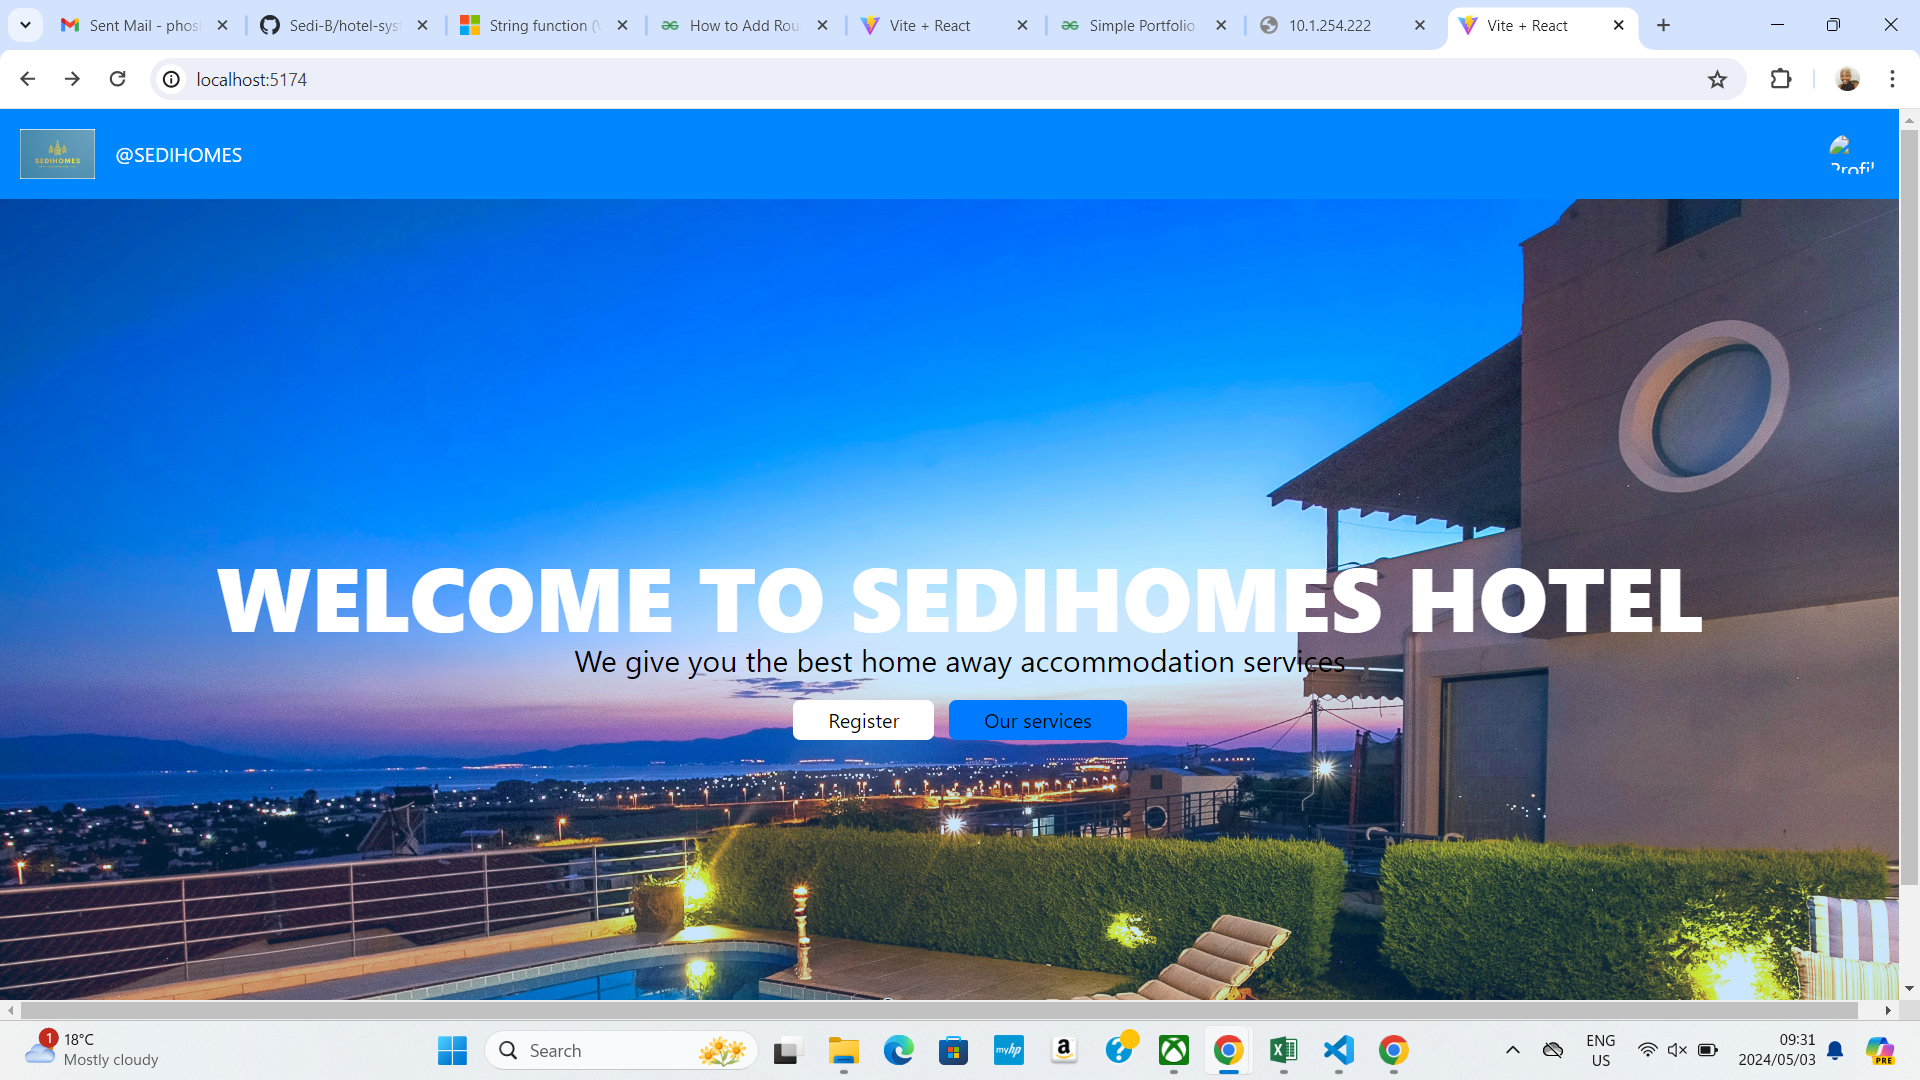 Sent Mail - phos
Sedi-B/hotel-sys
String function (V
How to Add Rou
Vite + React
Simple Portfolio
10.1.254.222
Vite + React
localhost:5174
SEDIHOMES
@SEDIHOMES
Profil
WELCOME TO SEDIHOMES HOTEL
We give you the best home away accommodation services
Register
Our services
1
18°C
Mostly cloudy
Search
myhp
a
ENG
US
09:31
2024/05/03
PRE